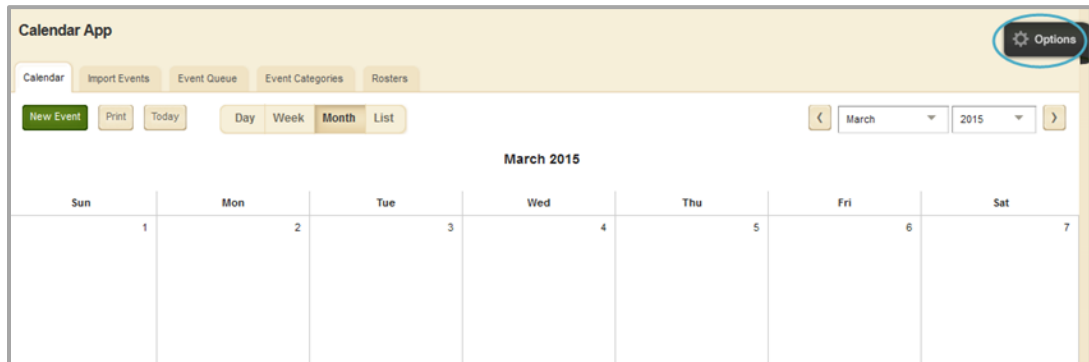 Calendar App
Options
Calendar Import Events Event Queue Event Categories Rosters
New Event Print Today Day Week Month List March 2015
March 2015
Sun Mon Tue Wed Thu Fri Sat
1 2 3 4 5 6 7